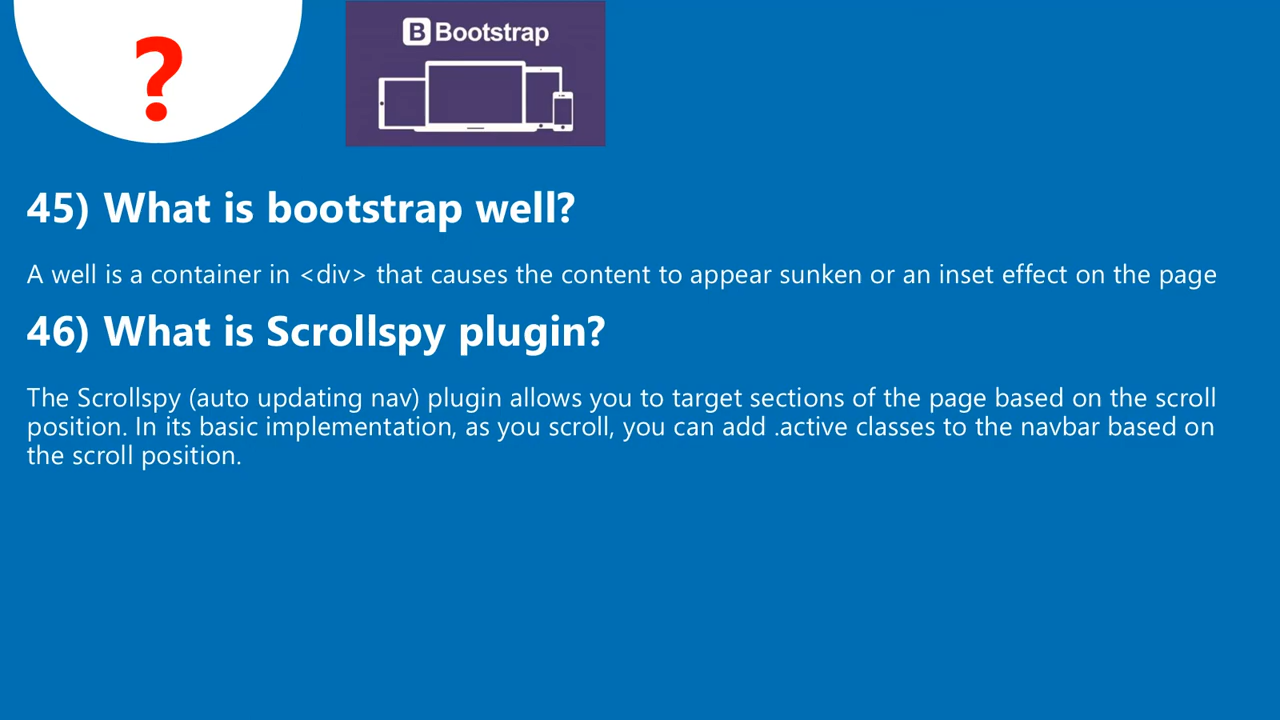 ?
B Bootstrap
45) What is bootstrap well?
A well is a container in <div> that causes the content to appear sunken or an inset effect on the page
46) What is Scrollspy plugin?
The Scrollspy (auto updating nav) plugin allows you to target sections of the page based on the scroll
position. In its basic implementation, as you scroll, you can add .active classes to the navbar based on
the scroll position.